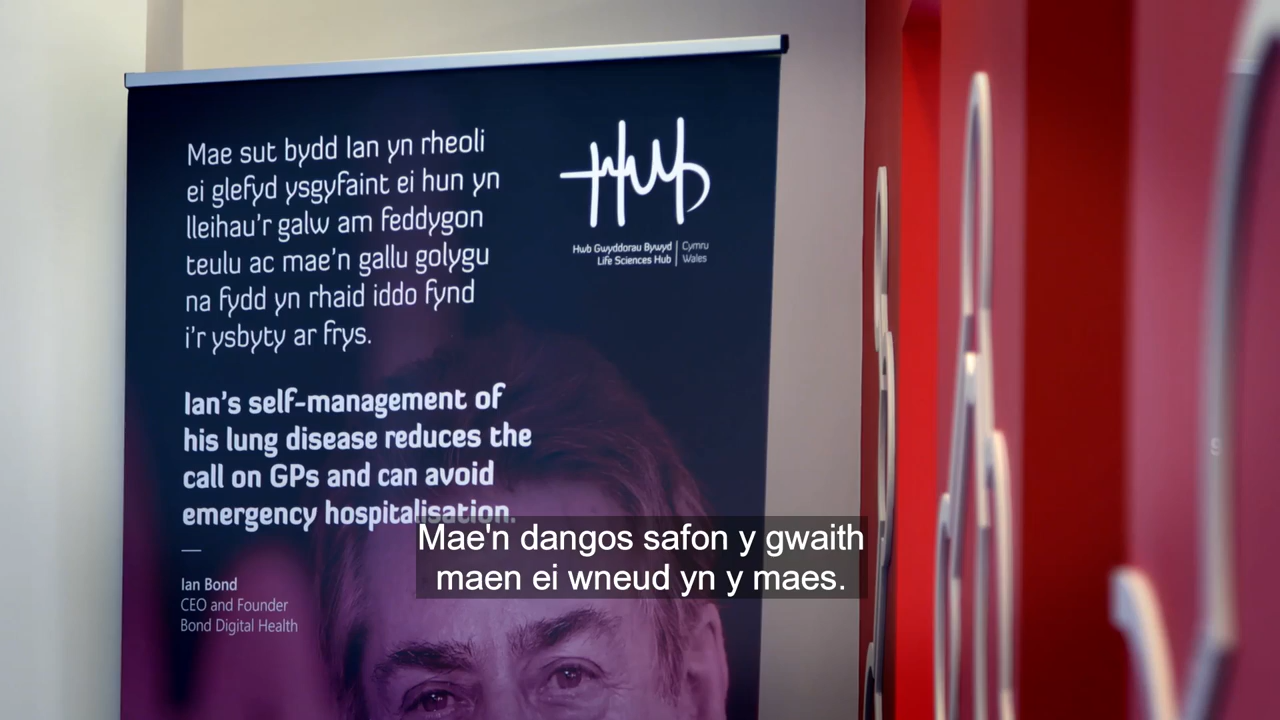 Mae sut bydd Ian yn rheoli
ei glefyd ysgyfaint ei hun yn
lleihau'r galw am feddygon
teulu ac mae'n gallu golygu
na fydd yn rhaid iddo fynd
i'r ysbyty ar frys.
Hub
Hwb Gwyddorau Bywyd | Cymru
Life Sciences Hub | Wales
Ian's self-management of
his lung disease reduces the
call on GPs and can avoid
emergency hospitalisation.
Ian Bond
CEO and Founder
Bond Digital Health
Mae'n dangos safon y gwaith
maen ei wneud yn y maes.
S